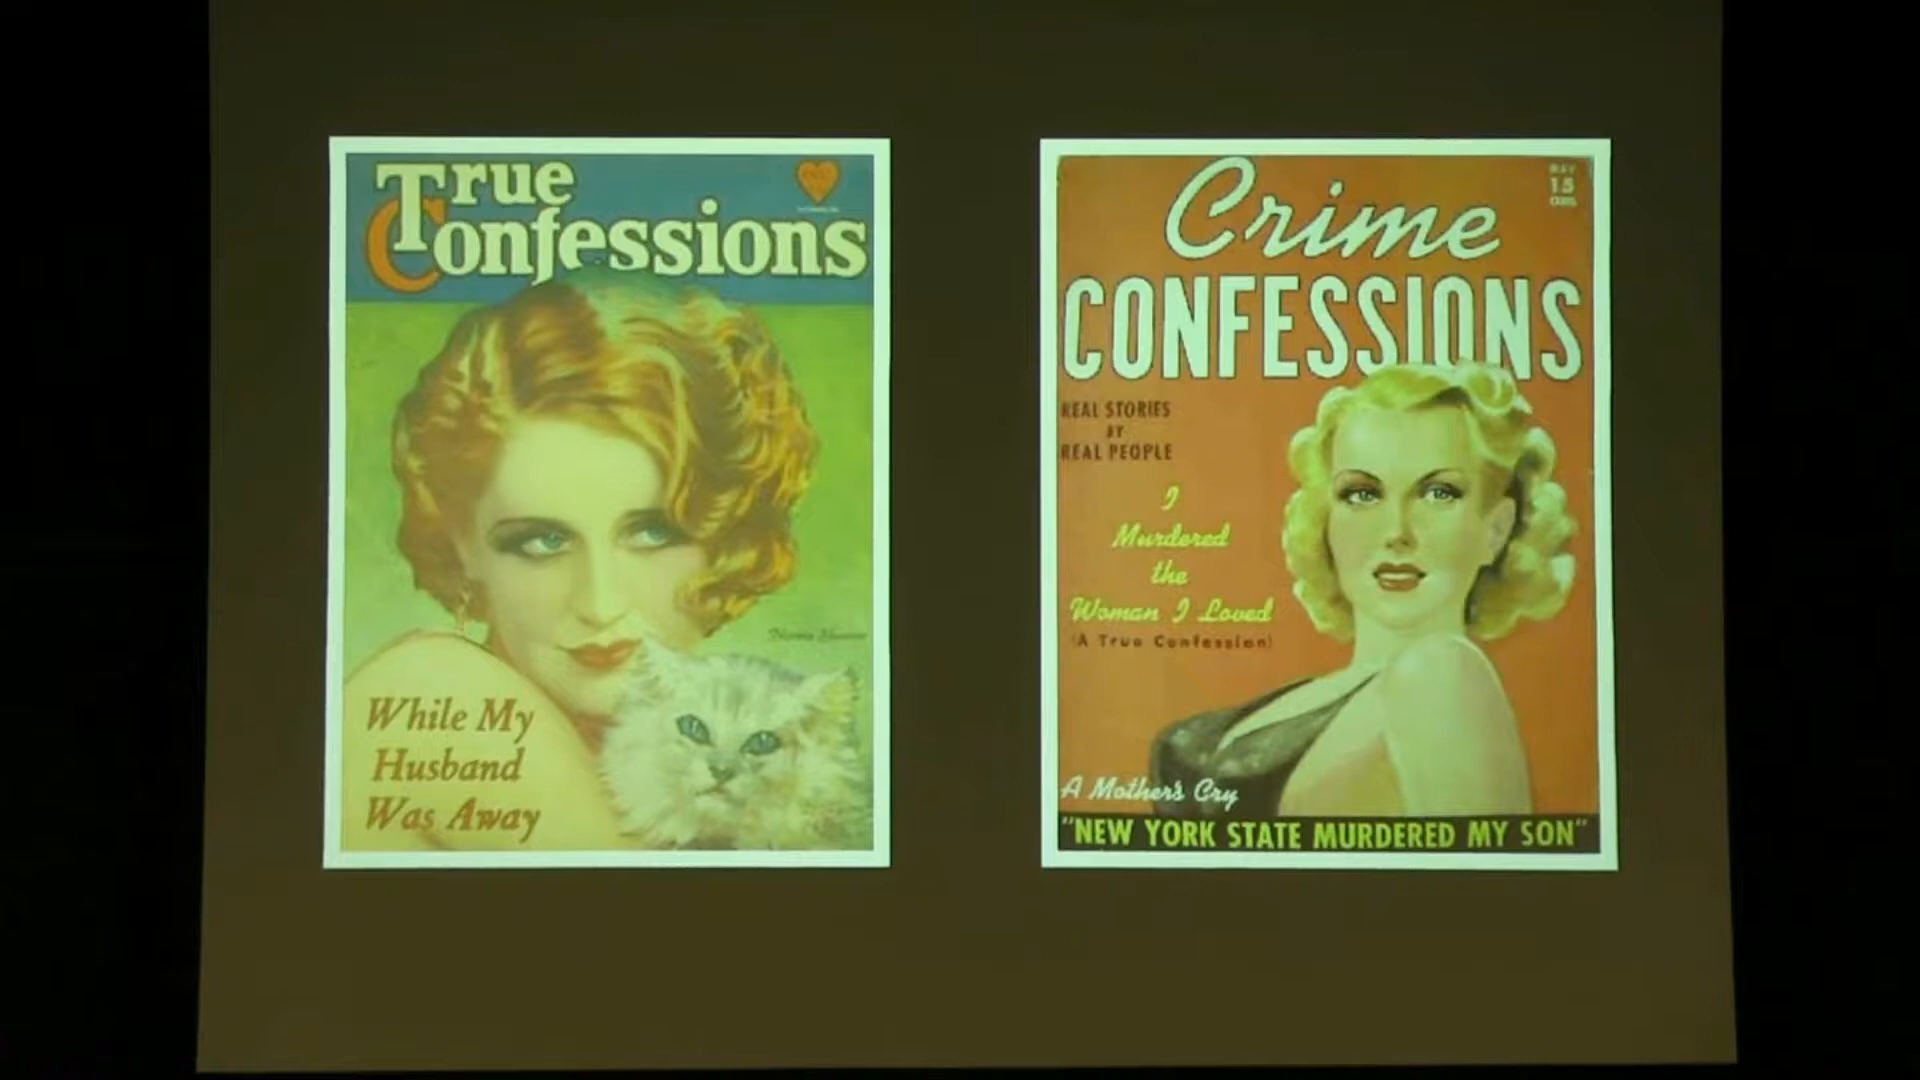 True
Confessions
While My
Husband
Was Away
Crime
CONFESSIONS
MAY
15
REAL STORIES
BY
REAL PEOPLE
I
Murdered
the
Woman I Loved
(A True Confession)
A Mother's Cry
"NEW YORK STATE MURDERED MY SON"